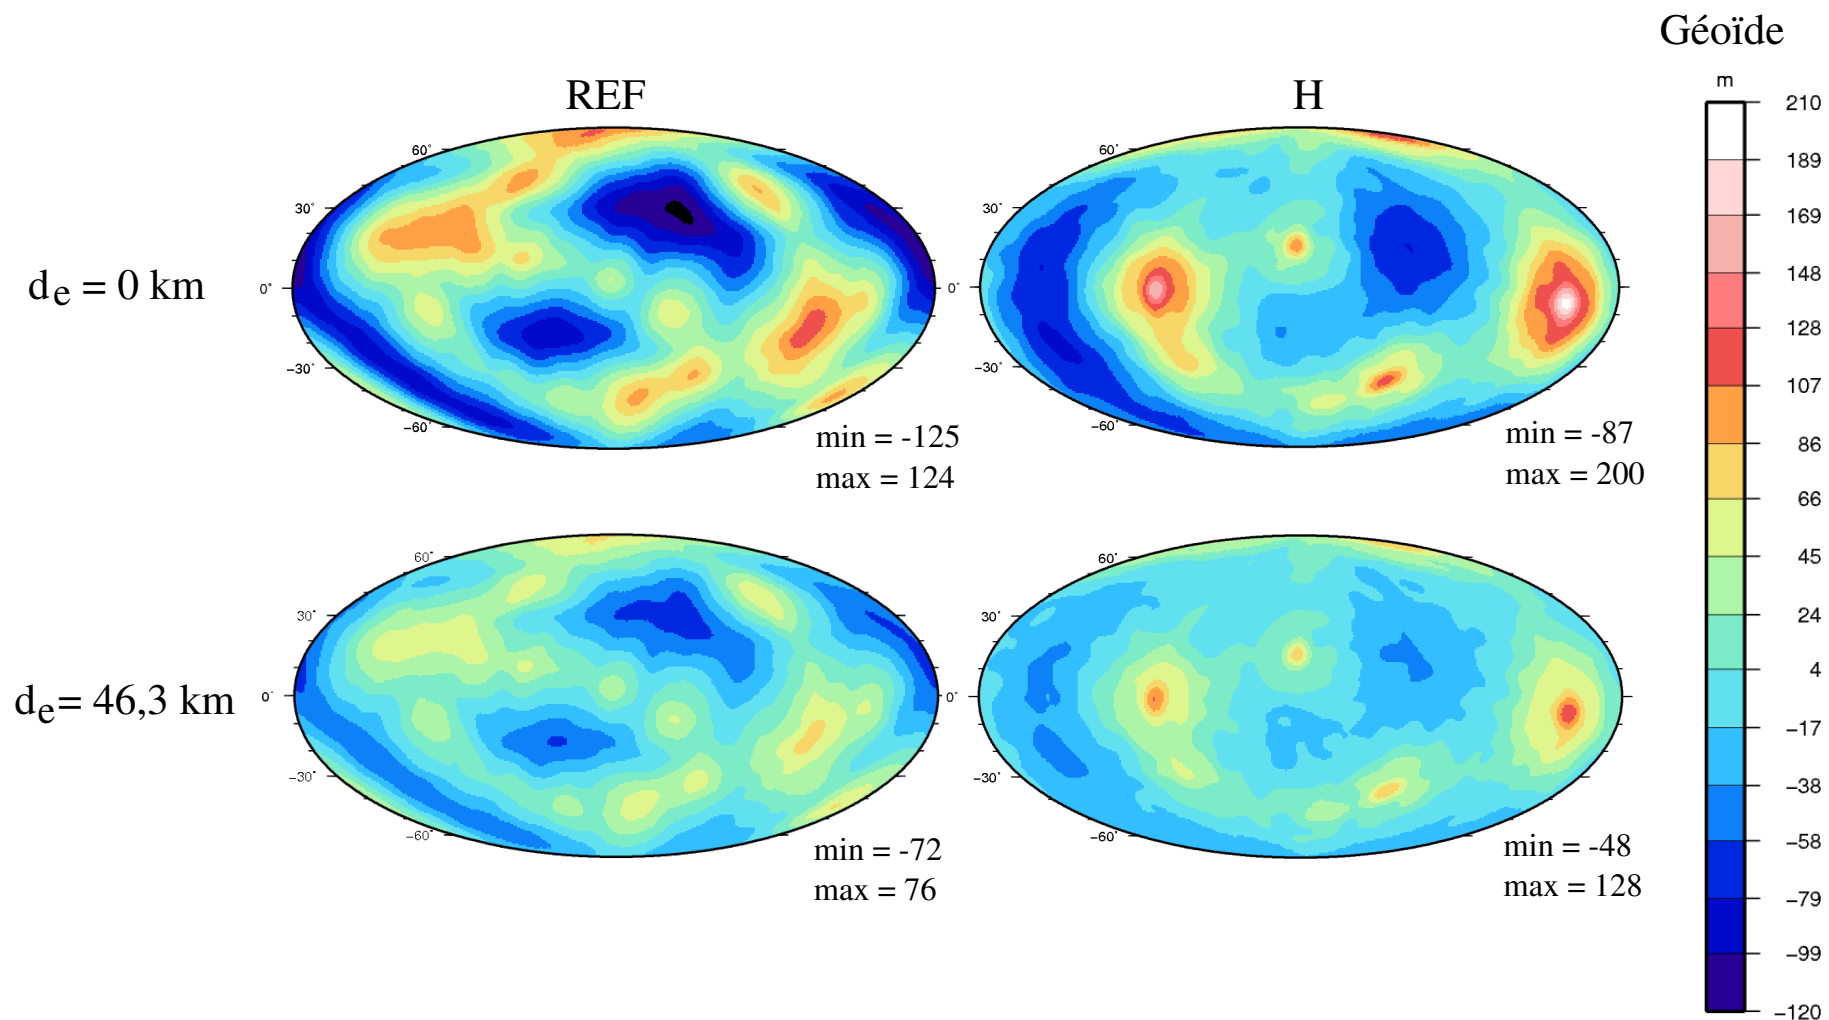 Géoïde
m
REF
H
210
189
169
148
128
107
86
66
45
24
4
−17
−38
−58
−79
−99
−120
de = 0 km
60°
30°
0°
−30°
−60°
min = -125
max = 124
60°
30°
0°
−30°
−60°
min = -87
max = 200
de= 46,3 km
60°
30°
0°
−30°
−60°
min = -72
max = 76
60°
30°
0°
−30°
−60°
min = -48
max = 128